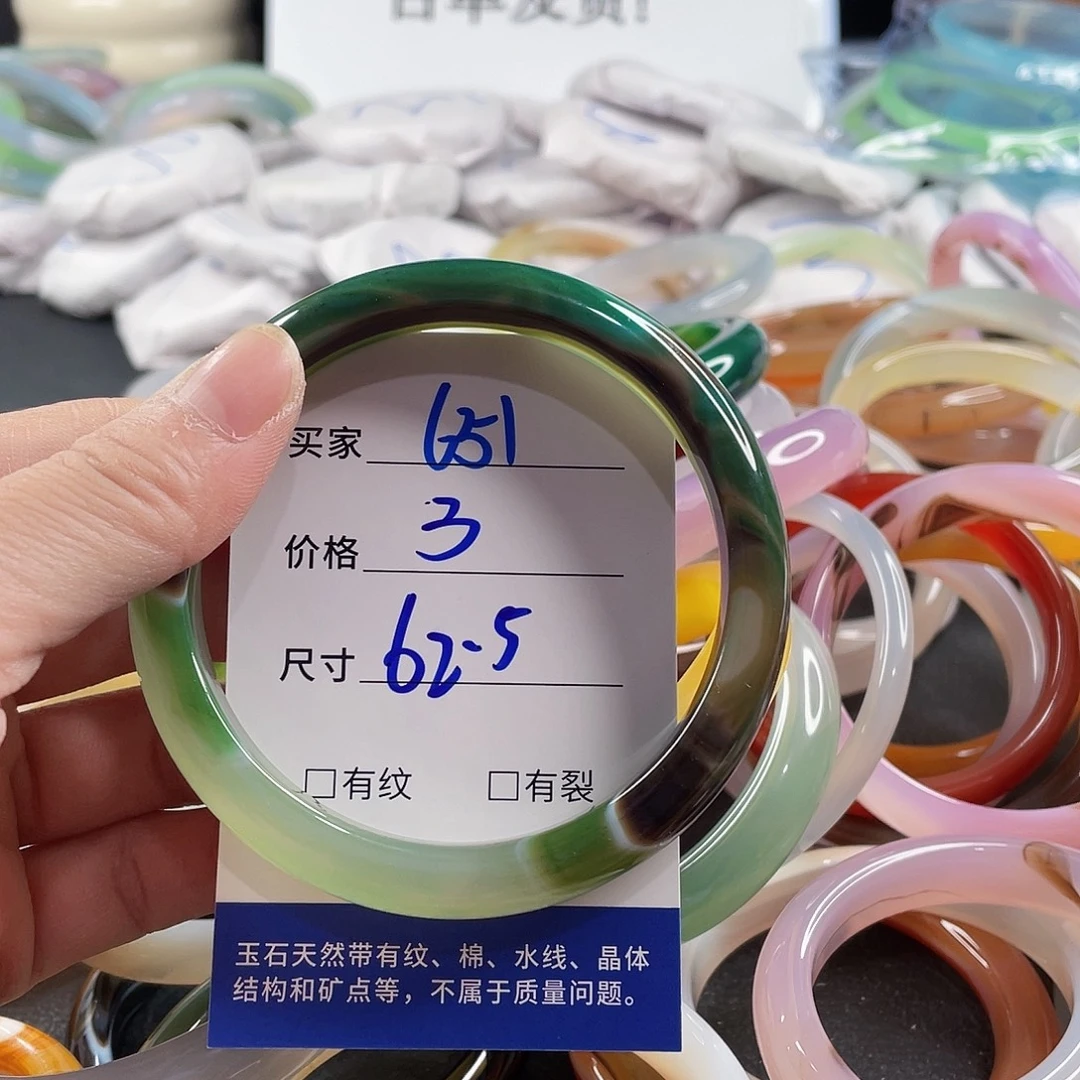 买家 651
价格 3
尺寸 62.5
□有纹 □有裂
玉石天然带有纹、棉、水线、晶体
结构和矿点等，不属于质量问题。